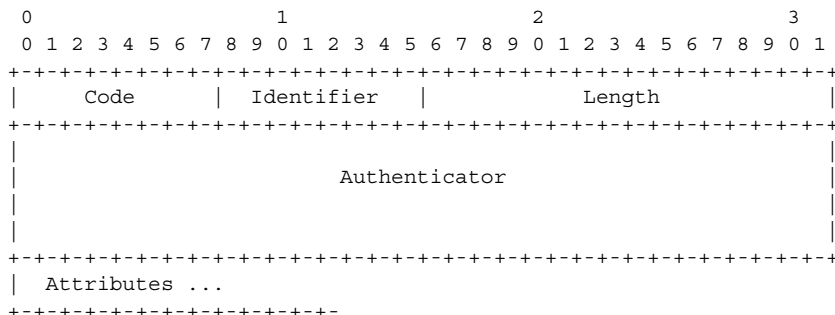 0                   1                   2                   3
0 1 2 3 4 5 6 7 8 9 0 1 2 3 4 5 6 7 8 9 0 1 2 3 4 5 6 7 8 9 0 1
+-+-+-+-+-+-+-+-+-+-+-+-+-+-+-+-+-+-+-+-+-+-+-+-+-+-+-+-+-+-+-+-+
|     Code      |  Identifier   |            Length             |
+-+-+-+-+-+-+-+-+-+-+-+-+-+-+-+-+-+-+-+-+-+-+-+-+-+-+-+-+-+-+-+-+
|                                                               |
|                         Authenticator                         |
|                                                               |
|                                                               |
+-+-+-+-+-+-+-+-+-+-+-+-+-+-+-+-+-+-+-+-+-+-+-+-+-+-+-+-+-+-+-+-+
|  Attributes ...
+-+-+-+-+-+-+-+-+-+-+-+-+-